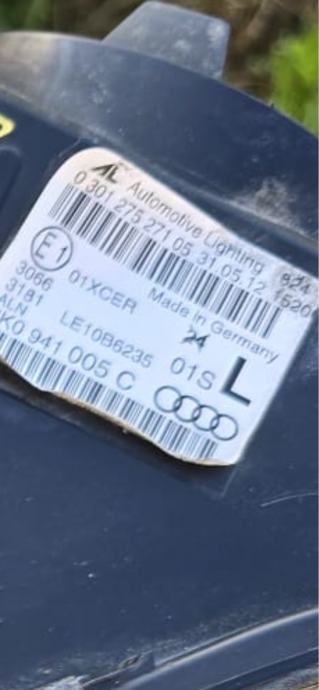 AL Automotive Lighting 824
0 301 275 271 05 31.05.12 1520
E1
Made in Germany
3066 01XCER
3181 24
ALN LE10B6235 01S L
K0 941 005 C